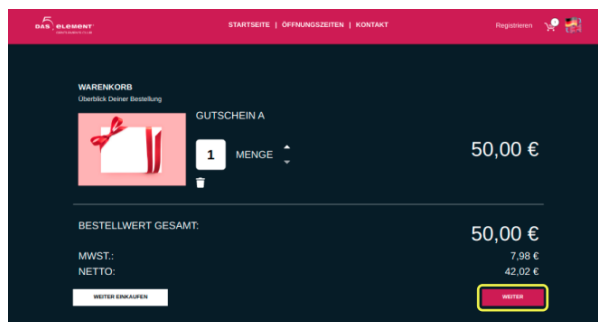 DAS 5. ELEMENT
STARTSEITE | ÖFFNUNGSZEITEN | KONTAKT
Registrieren
WARENKORB
Überblick Deiner Bestellung
GUTSCHEIN A
1 MENGE
50,00 €
BESTELLWERT GESAMT:
50,00 €
MWST.:
7,98 €
NETTO:
42,02 €
WEITER EINKAUFEN
WEITER